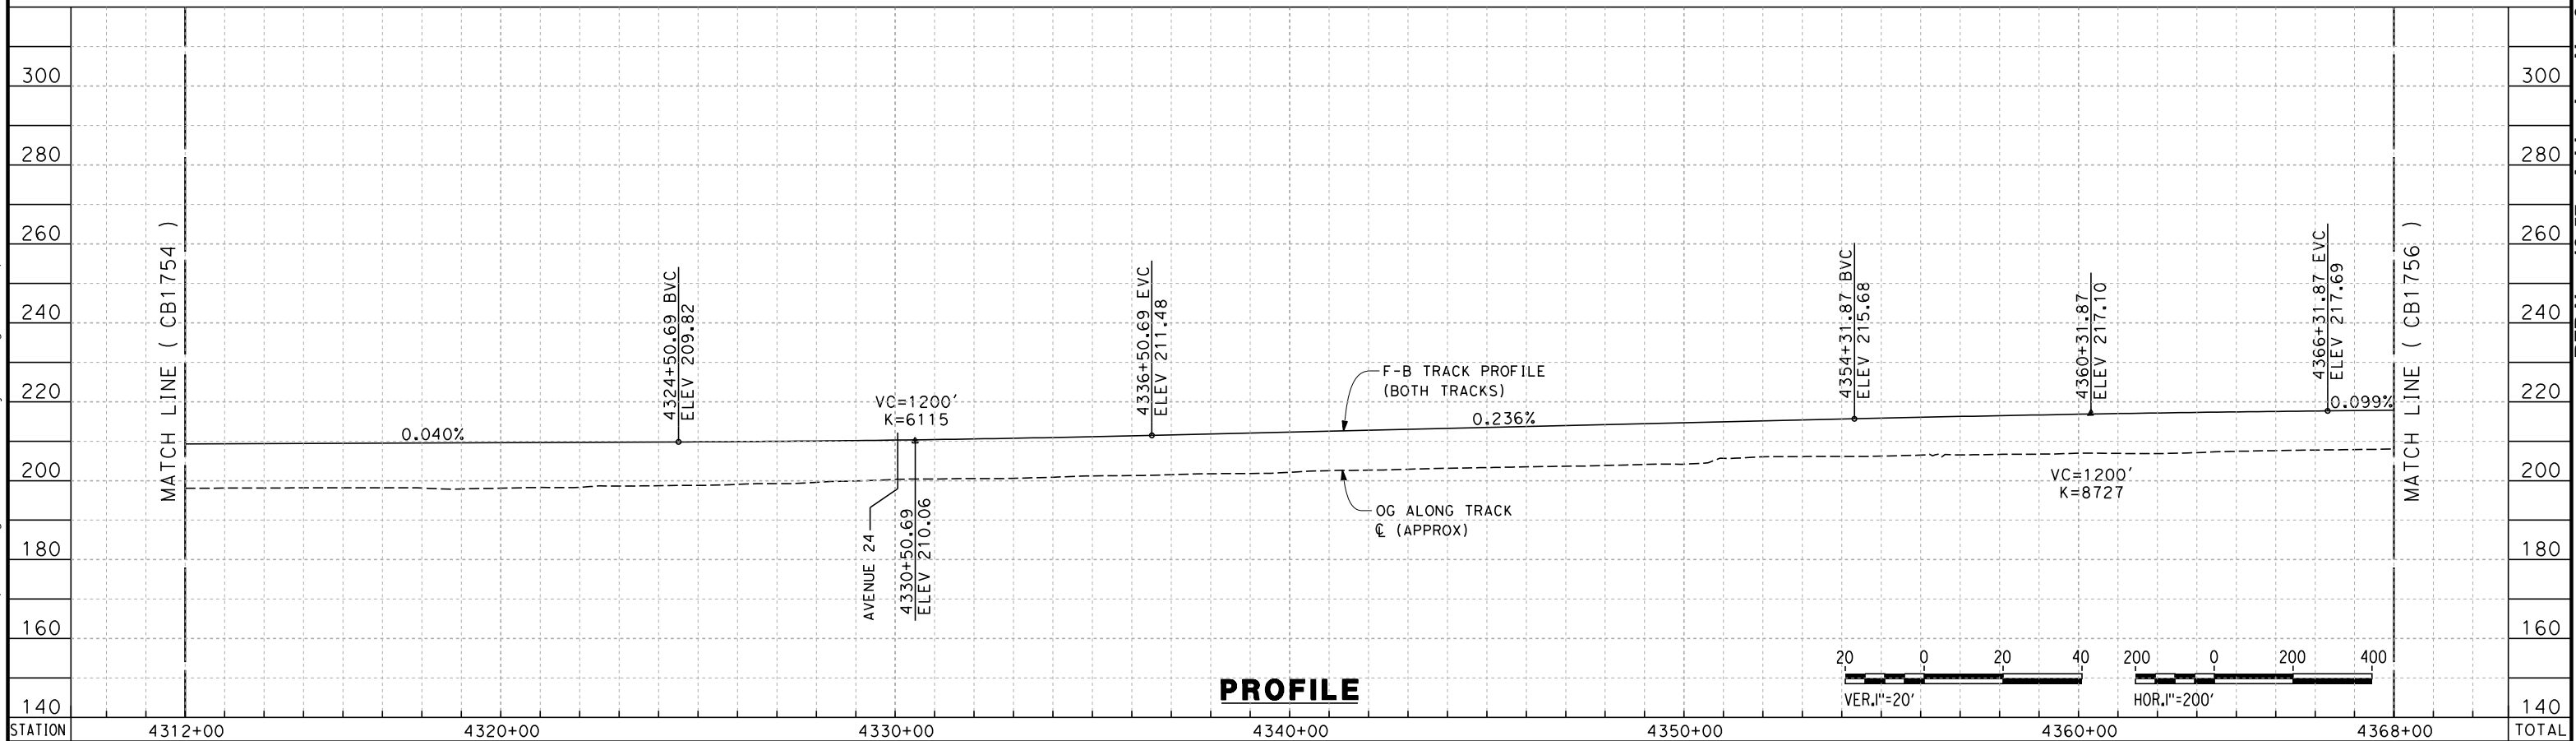 300
280
260
240
220
200
180
160
140
STATION
MATCH LINE ( CB1754 )
0.040%
4324+50.69 BVC
ELEV 209.82
VC=1200'
K=6115
AVENUE 24
4330+50.69
ELEV 210.06
4336+50.69 EVC
ELEV 211.48
F-B TRACK PROFILE
(BOTH TRACKS)
0.236%
OG ALONG TRACK
℄ (APPROX)
4354+31.87 BVC
ELEV 215.68
4360+31.87
ELEV 217.10
VC=1200'
K=8727
4366+31.87 EVC
ELEV 217.69
0.099%
MATCH LINE ( CB1756 )
300
280
260
240
220
200
180
160
140
TOTAL
PROFILE
20 0 20 40
VER.1"=20'
200 0 200 400
HOR.1"=200'
4312+00 4320+00 4330+00 4340+00 4350+00 4360+00 4368+00